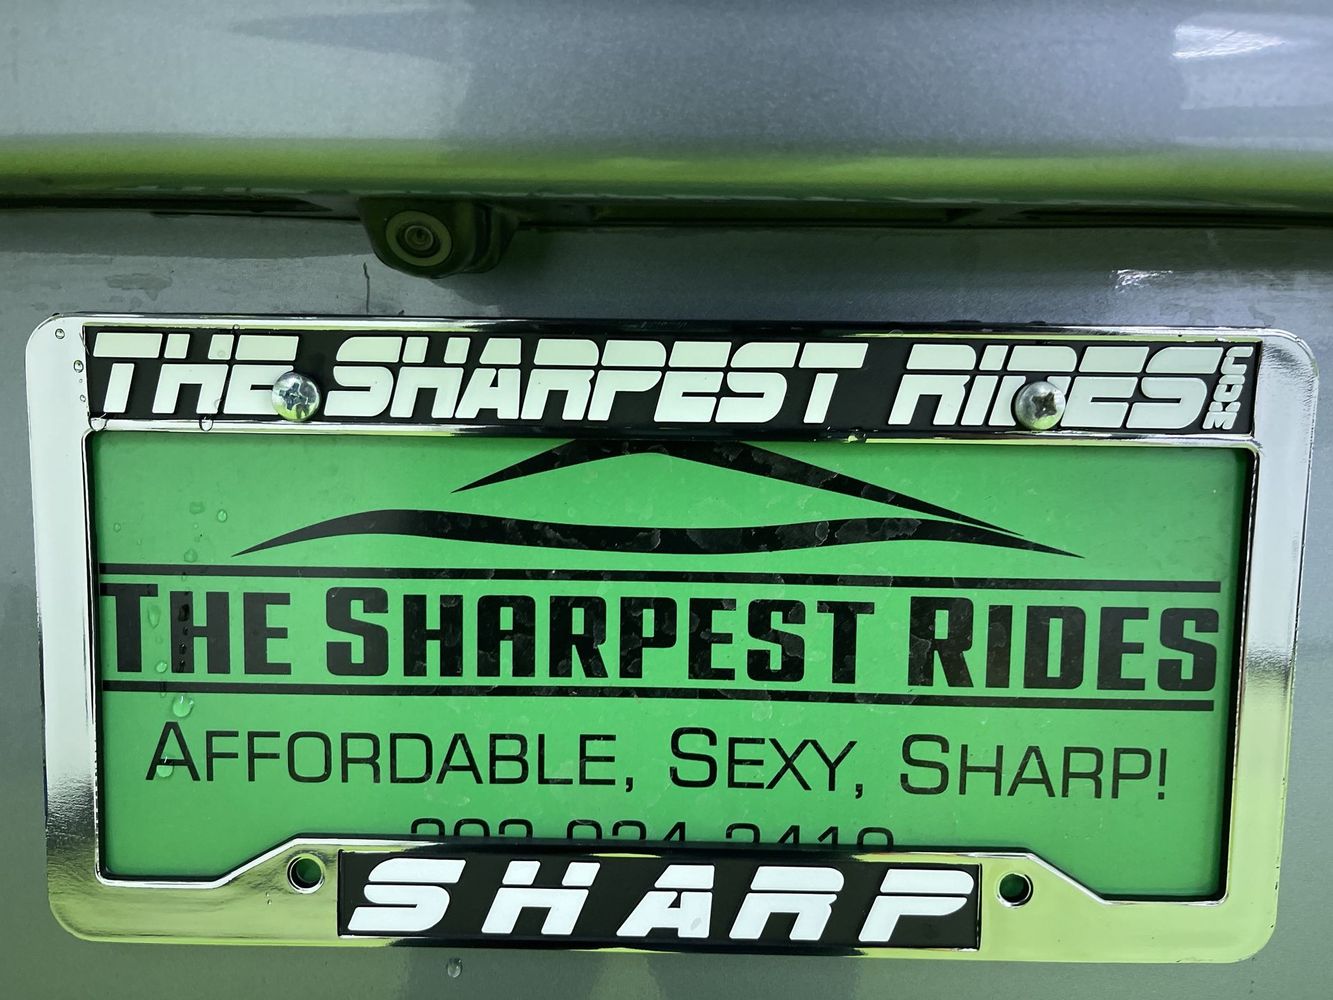 THE SHARPEST RIDES.COM
THE SHARPEST RIDES
AFFORDABLE, SEXY, SHARP!
SHARP